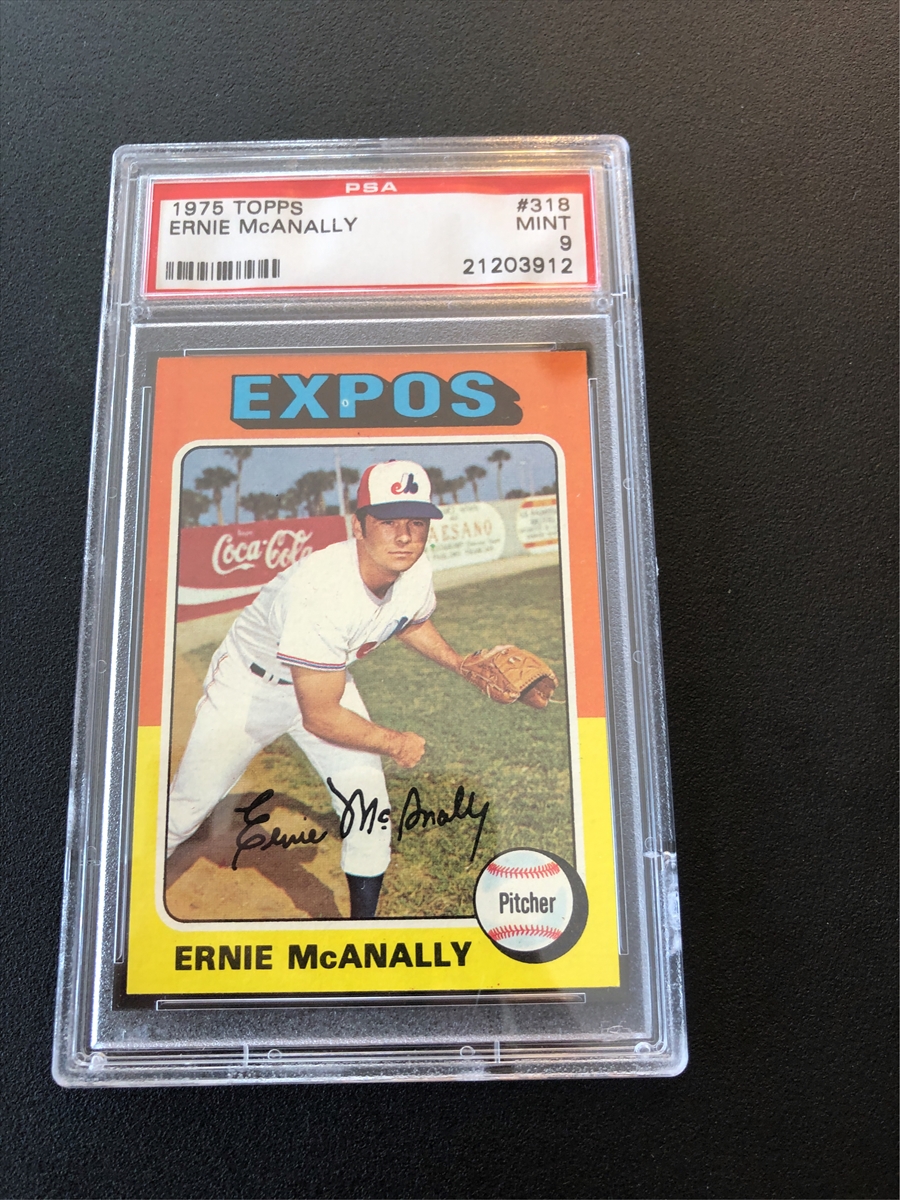 PSA
1975 TOPPS #318
ERNIE McANALLY MINT
9
21203912
EXPOS
Coca-Cola
ESANO
Ernie McAnally
Pitcher
ERNIE McANALLY